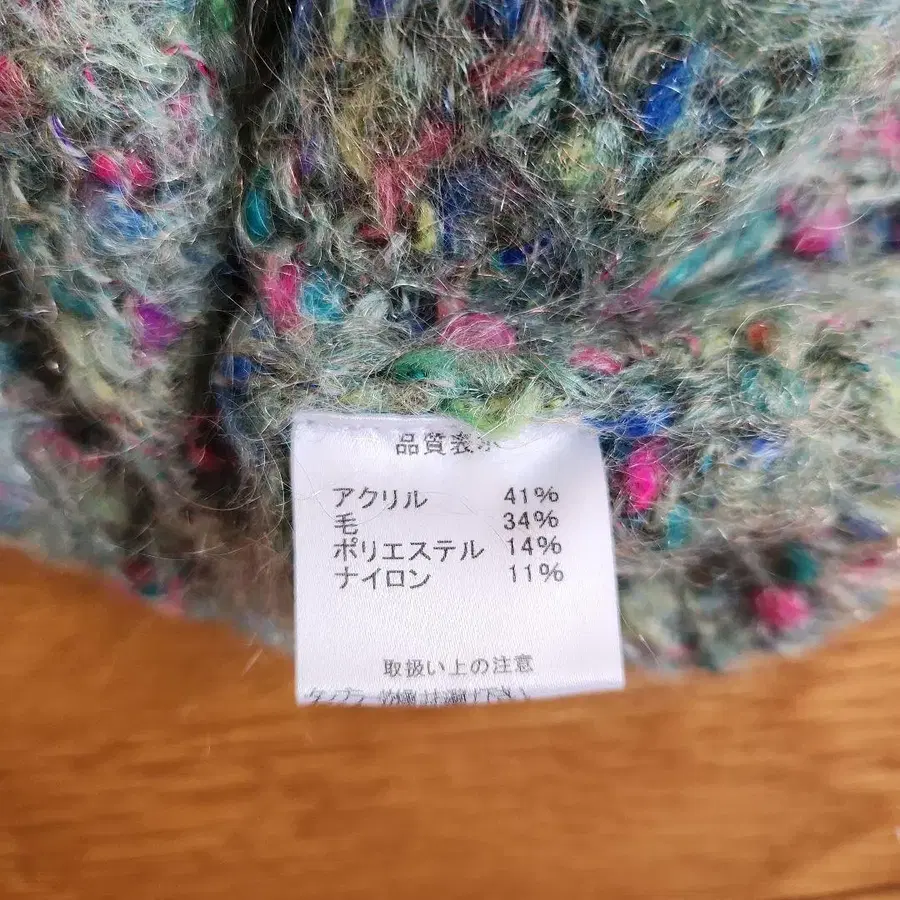 品質表示
アクリル 41%
毛 34%
ポリエステル 14%
ナイロン 11%
取扱い上の注意